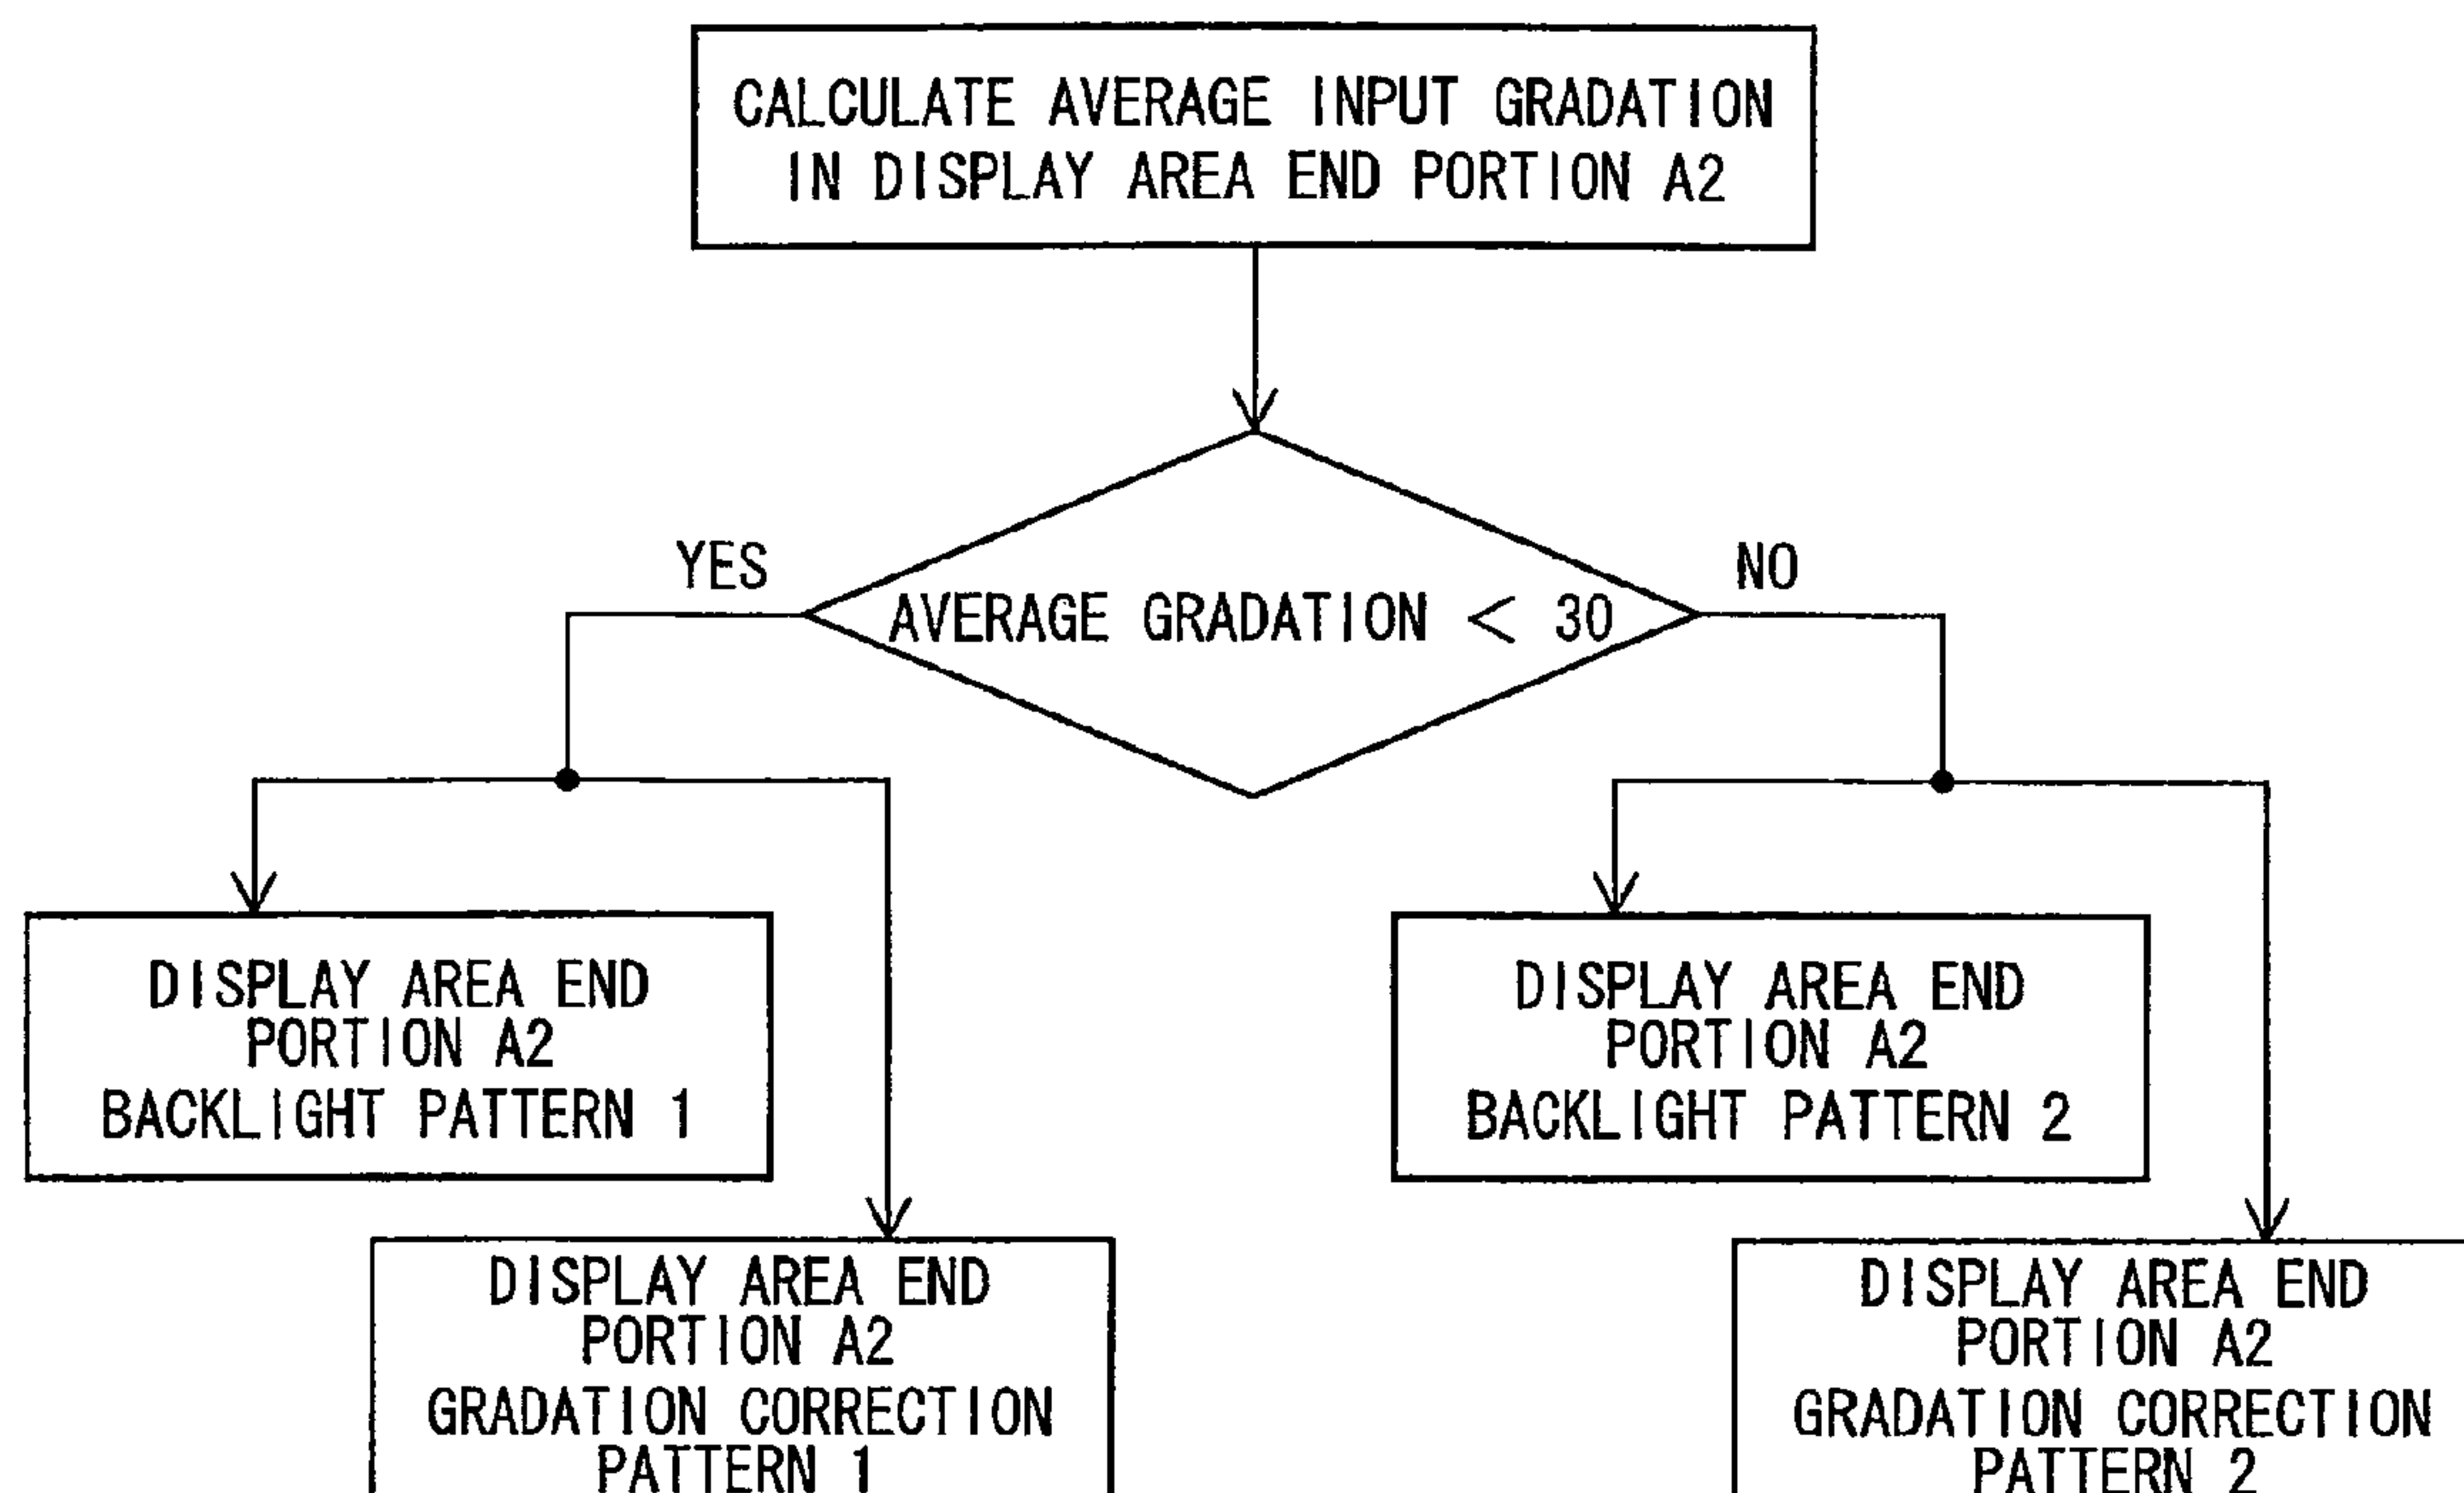 CALCULATE AVERAGE INPUT GRADATION
IN DISPLAY AREA END PORTION A2
YES
AVERAGE GRADATION < 30
NO
DISPLAY AREA END
PORTION A2
BACKLIGHT PATTERN 1
DISPLAY AREA END
PORTION A2
BACKLIGHT PATTERN 2
DISPLAY AREA END
PORTION A2
GRADATION CORRECTION
PATTERN 1
DISPLAY AREA END
PORTION A2
GRADATION CORRECTION
PATTERN 2